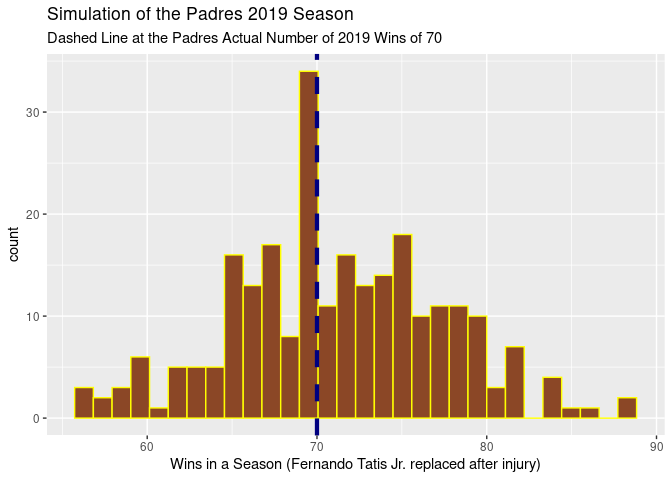 Simulation of the Padres 2019 Season
Dashed Line at the Padres Actual Number of 2019 Wins of 70
30
20
10
0
count
60 70 80 90
Wins in a Season (Fernando Tatis Jr. replaced after injury)